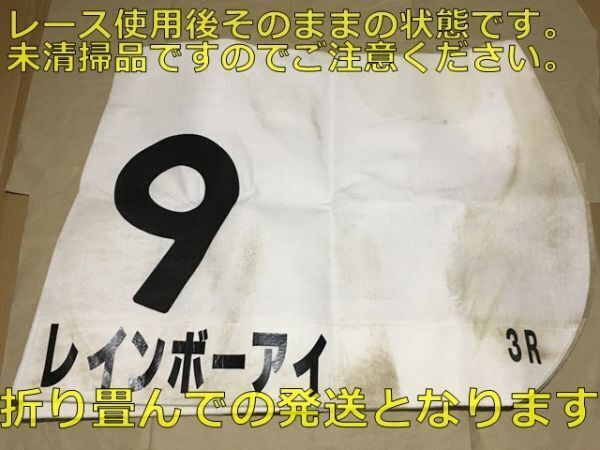 レース使用後そのままの状態です。
未清掃品ですのでご注意ください。
9
レインボーアイ
3R
折り畳んでの発送となります